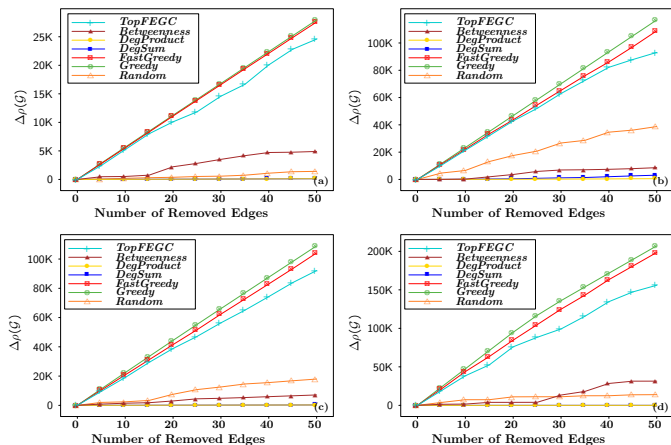 TopFEGC
Betweenness
DegProduct
DegSum
FastGreedy
Greedy
Random
25K
20K
15K
10K
5K
0
Δρ(𝒢)
0 10 20 30 40 50
Number of Removed Edges
(a)
TopFEGC
Betweenness
DegProduct
DegSum
FastGreedy
Greedy
Random
100K
80K
60K
40K
20K
0
Δρ(𝒢)
0 10 20 30 40 50
Number of Removed Edges
(b)
TopFEGC
Betweenness
DegProduct
DegSum
FastGreedy
Greedy
Random
100K
80K
60K
40K
20K
0
Δρ(𝒢)
0 10 20 30 40 50
Number of Removed Edges
(c)
TopFEGC
Betweenness
DegProduct
DegSum
FastGreedy
Greedy
Random
200K
150K
100K
50K
0
Δρ(𝒢)
0 10 20 30 40 50
Number of Removed Edges
(d)